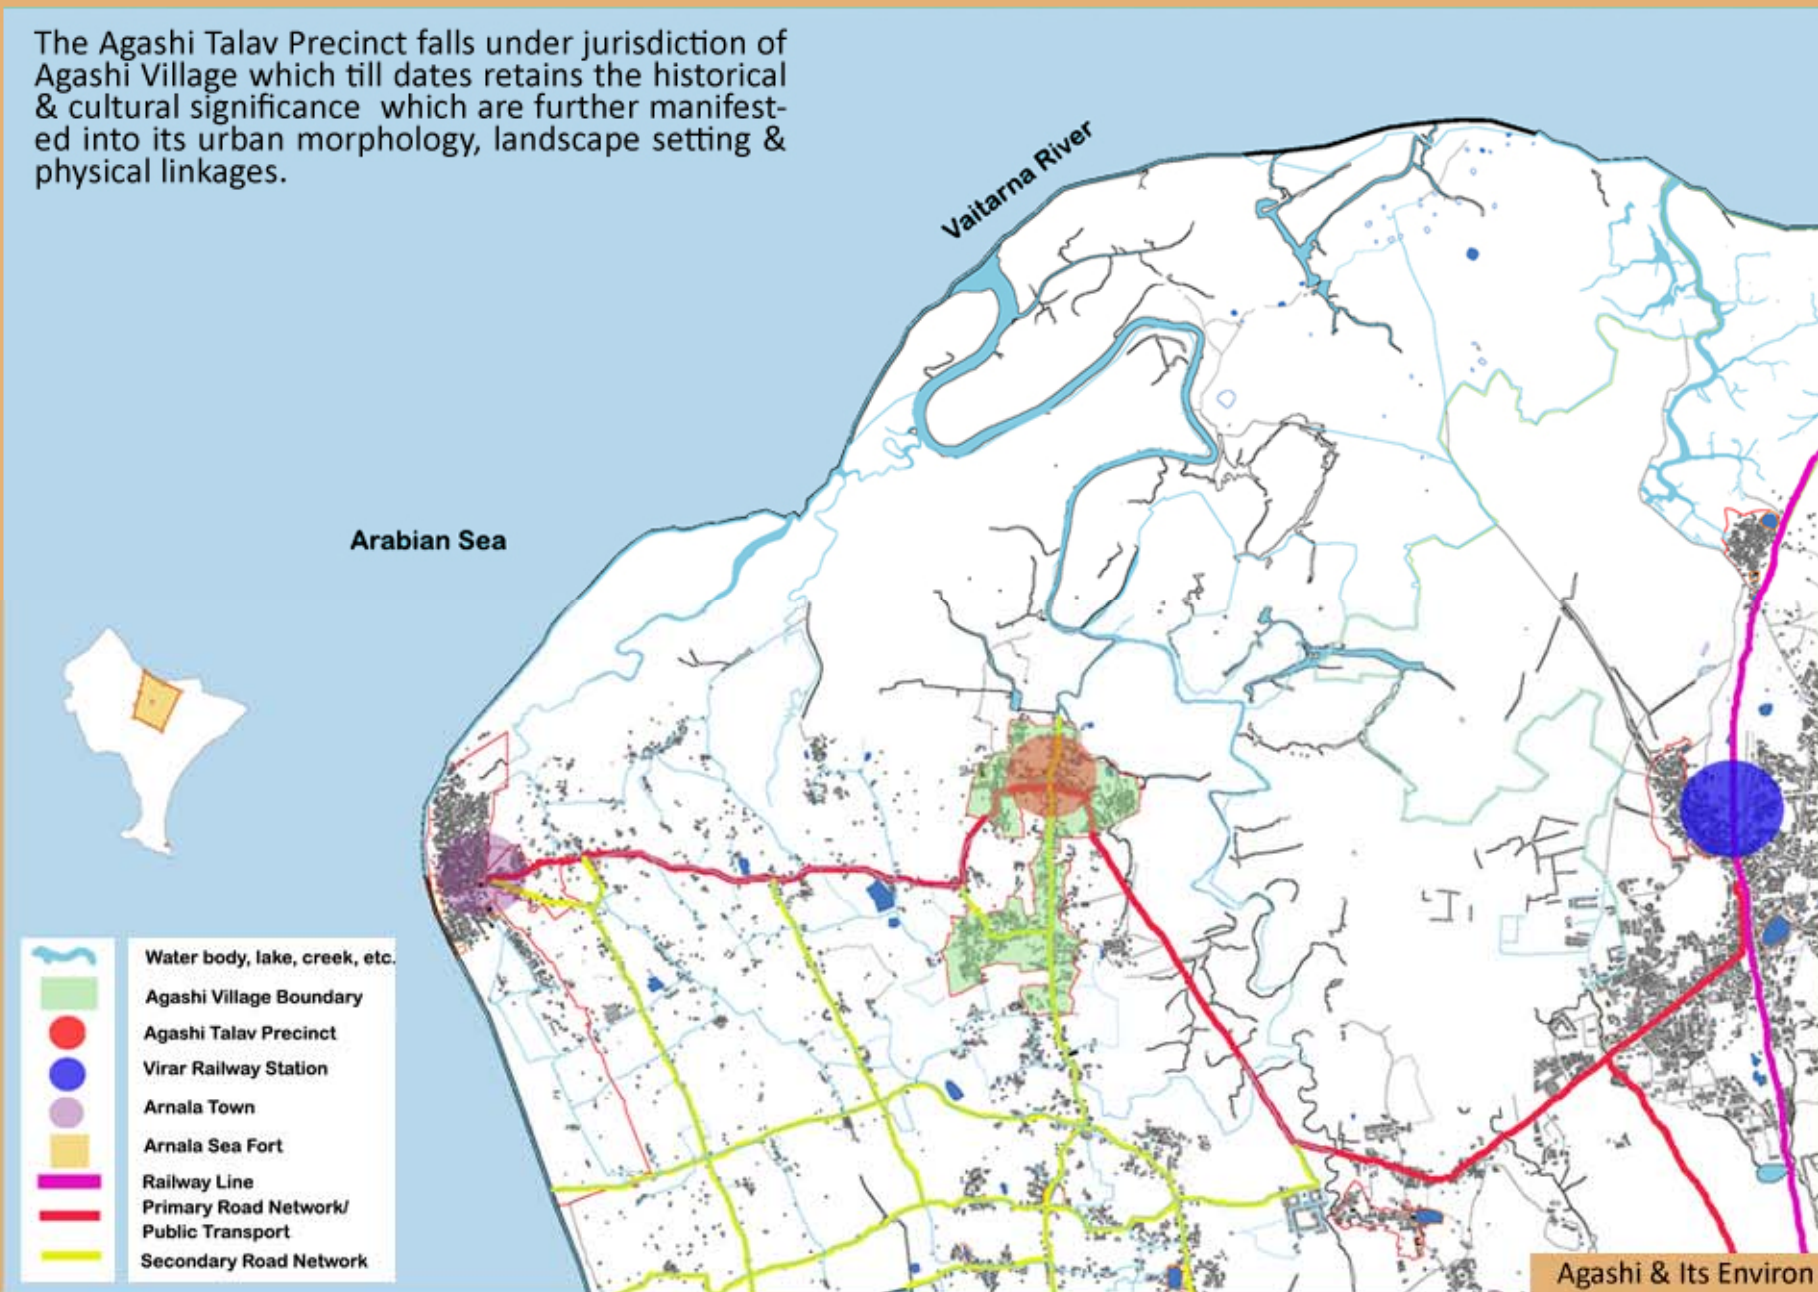 The Agashi Talav Precinct falls under jurisdiction of
Agashi Village which till dates retains the historical
& cultural significance which are further manifest-
ed into its urban morphology, landscape setting &
physical linkages.
Vaitarna River
Arabian Sea
Water body, lake, creek, etc.
Agashi Village Boundary
Agashi Talav Precinct
Virar Railway Station
Arnala Town
Arnala Sea Fort
Railway Line
Primary Road Network/
Public Transport
Secondary Road Network
Agashi & Its Environ